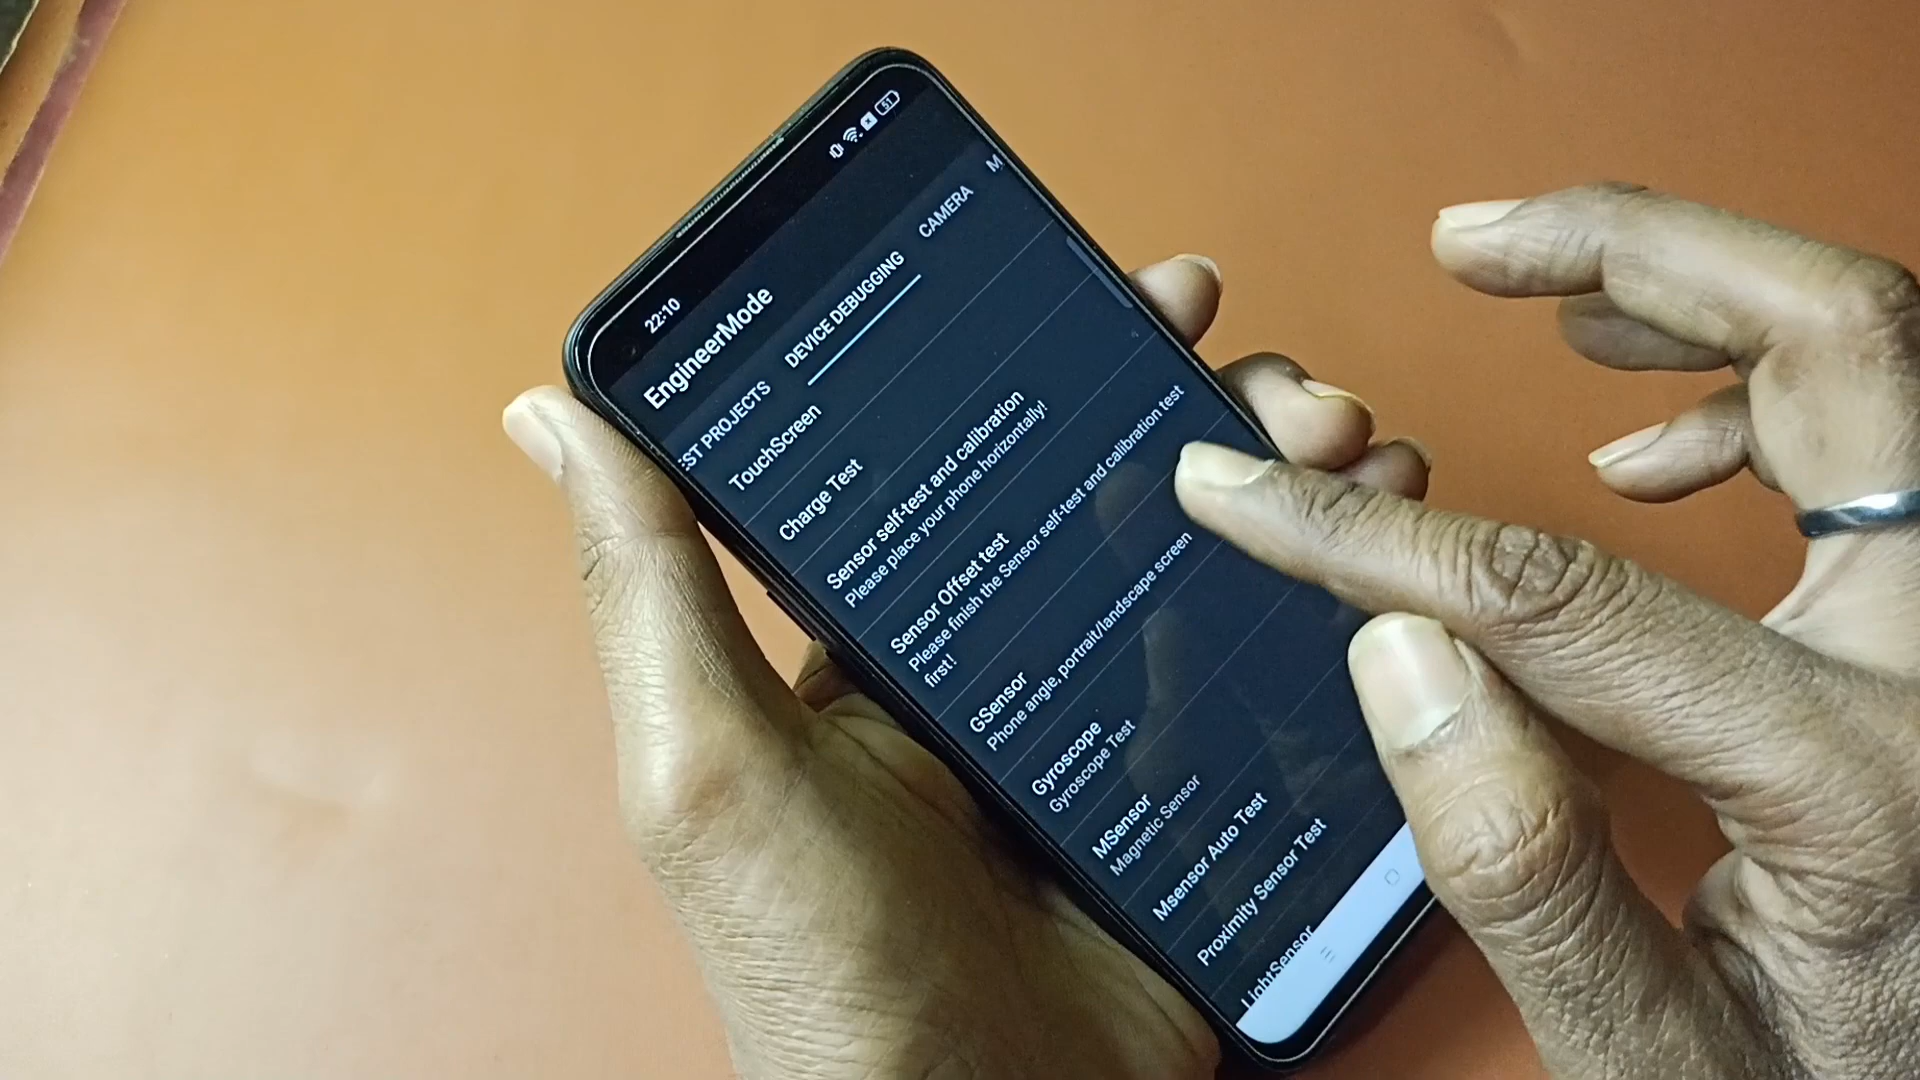 22:10
51
EngineerMode
EST PROJECTS
DEVICE DEBUGGING
CAMERA
M
TouchScreen
Charge Test
Sensor self-test and calibration
Please place your phone horizontally!
Sensor Offset test
Please finish the Sensor self-test and calibration test
first!
GSensor
Phone angle, portrait/landscape screen
Gyroscope
Gyroscope Test
MSensor
Magnetic Sensor
Msensor Auto Test
Proximity Sensor Test
LightSensor